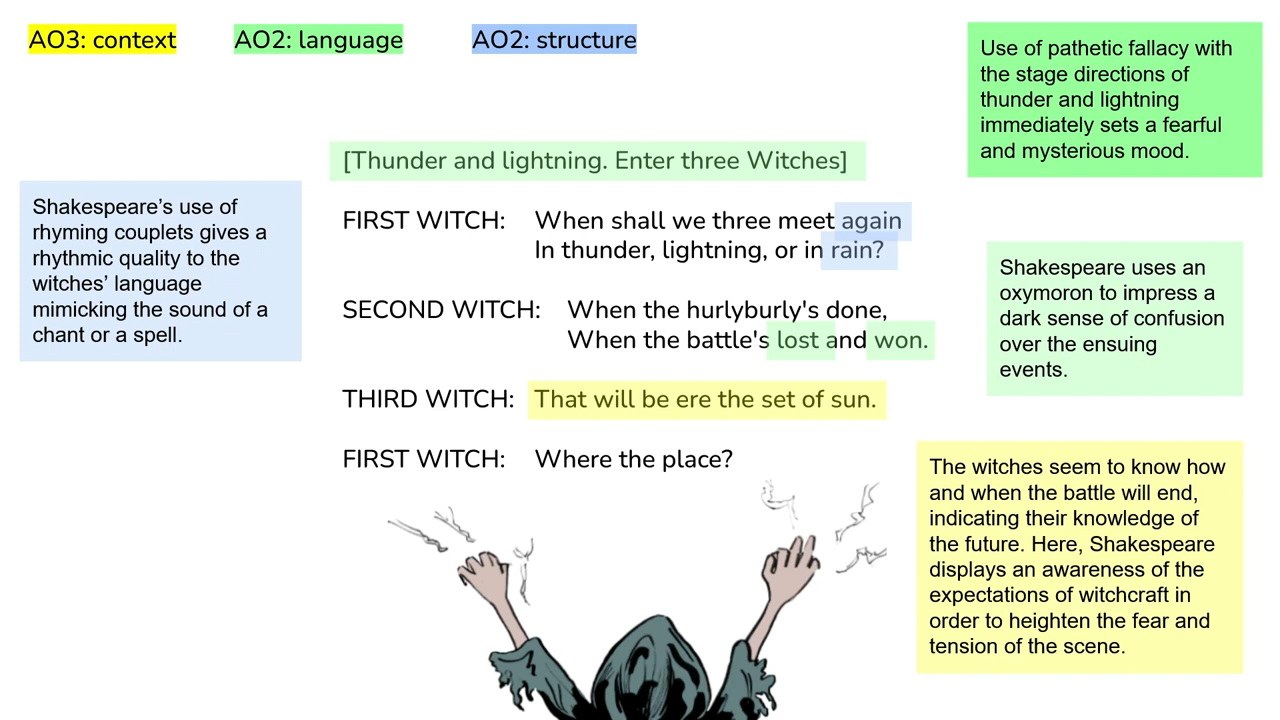 AO3: context
AO2: language
AO2: structure
Use of pathetic fallacy with
the stage directions of
thunder and lightning
immediately sets a fearful
and mysterious mood.
[Thunder and lightning. Enter three Witches]
Shakespeare’s use of
rhyming couplets gives a
rhythmic quality to the
witches’ language
mimicking the sound of a
chant or a spell.
FIRST WITCH: When shall we three meet again
In thunder, lightning, or in rain?
SECOND WITCH: When the hurlyburly's done,
When the battle's lost and won.
THIRD WITCH: That will be ere the set of sun.
FIRST WITCH: Where the place?
Shakespeare uses an
oxymoron to impress a
dark sense of confusion
over the ensuing
events.
The witches seem to know how
and when the battle will end,
indicating their knowledge of
the future. Here, Shakespeare
displays an awareness of the
expectations of witchcraft in
order to heighten the fear and
tension of the scene.